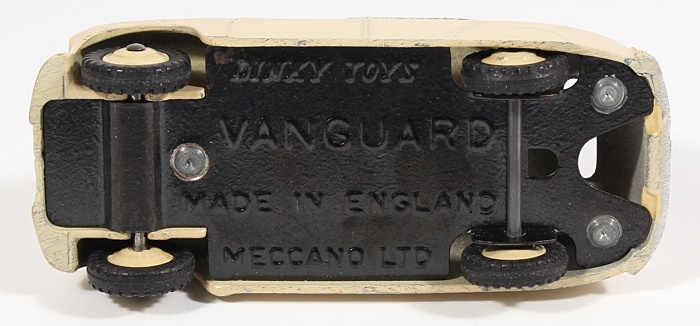 DINKY TOYS
VANGUARD
MADE IN ENGLAND
MECCANO LTD